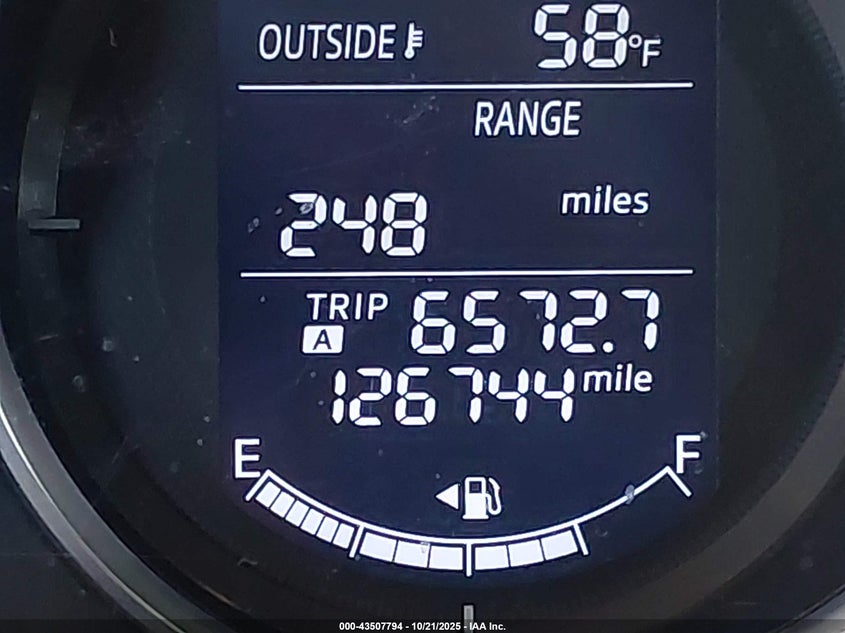 OUTSIDE 58°F
RANGE
248 miles
TRIP A 6572.7
126744 mile
E F
000-43507794 - 10/21/2025 - IAA Inc.